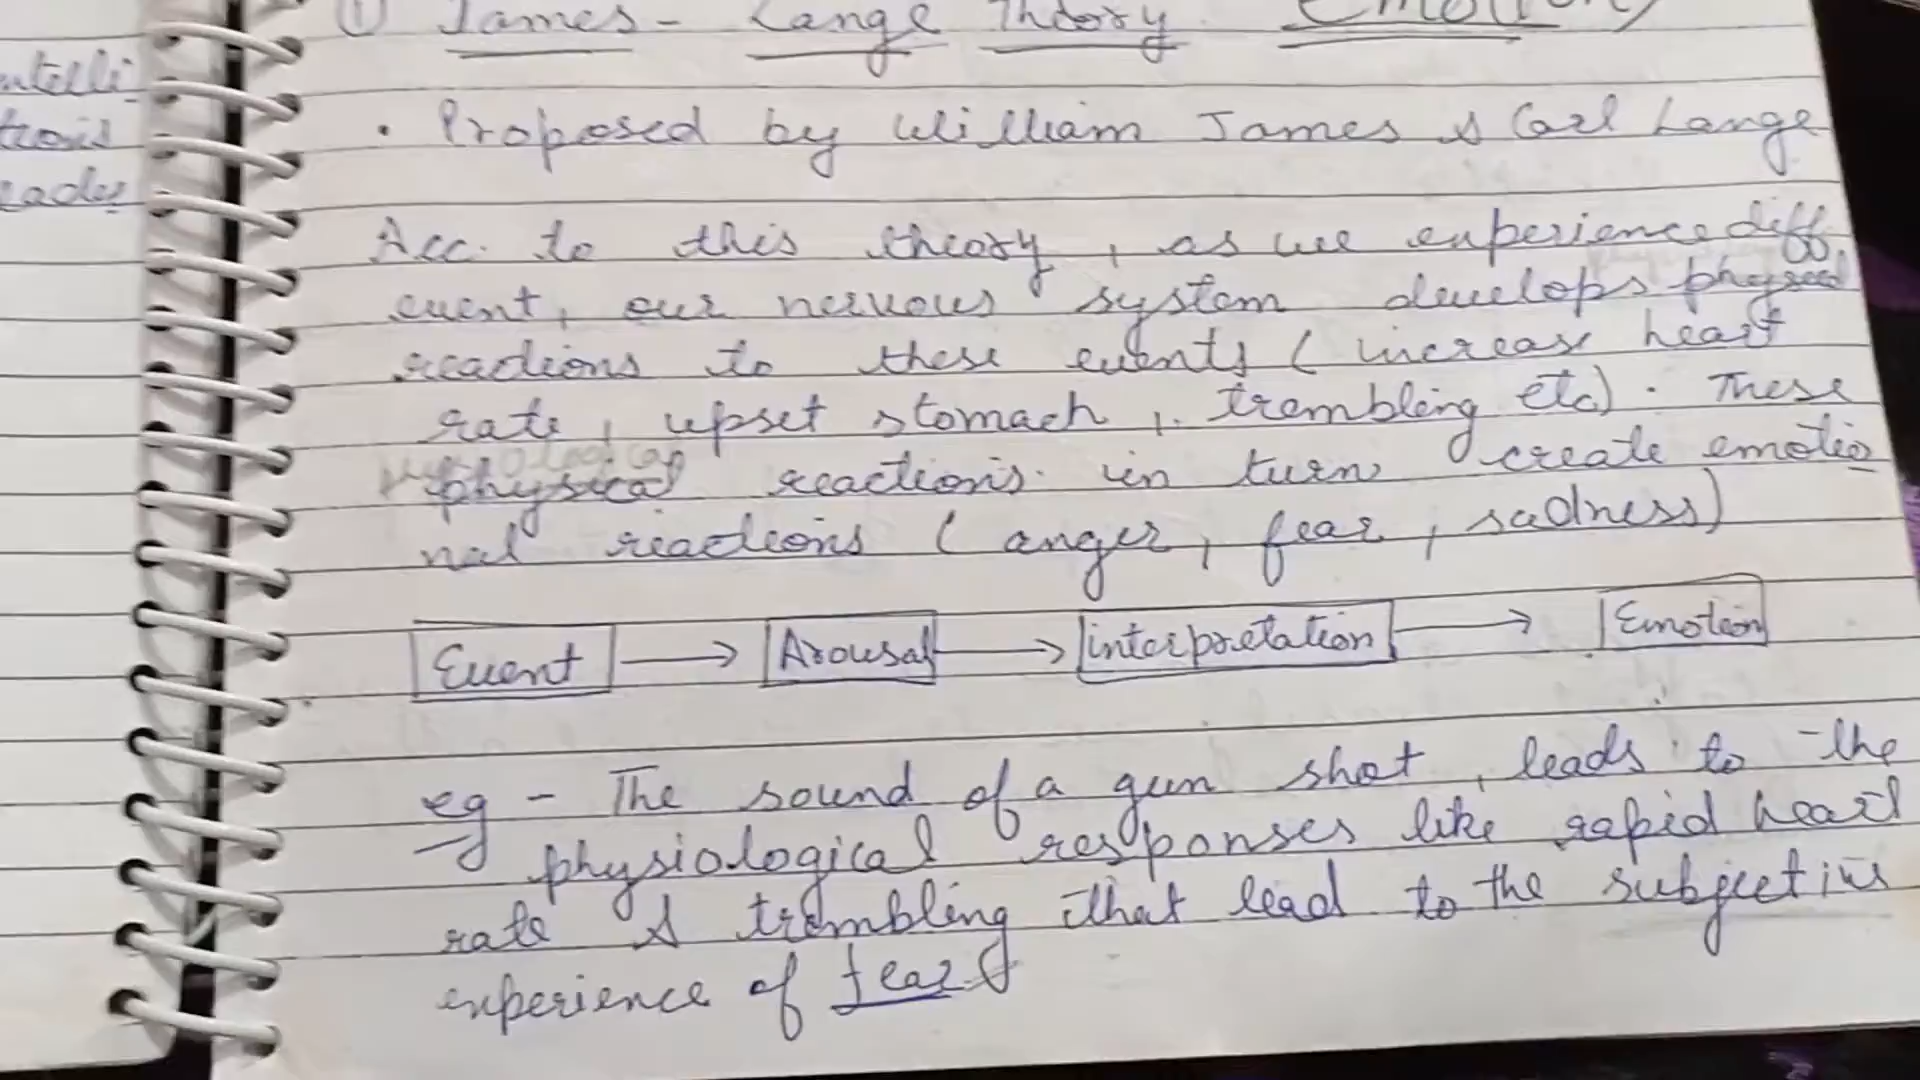 ① James - Lange Theory
ntelli
• Proposed by William James & Carl Lange
Acc. to this theory, as we experience diff
event, our nervous system develops physical
reactions to these events (increase heart
rate, upset stomach, trembling etc). These
physical reactions in turn create emotio
nal reactions (anger, fear, sadness)
Event → Arousal → interpretation → Emotion
eg - The sound of a gun shot, leads to the
physiological responses like rapid heart
rate & trembling that lead to the subjective
experience of fear